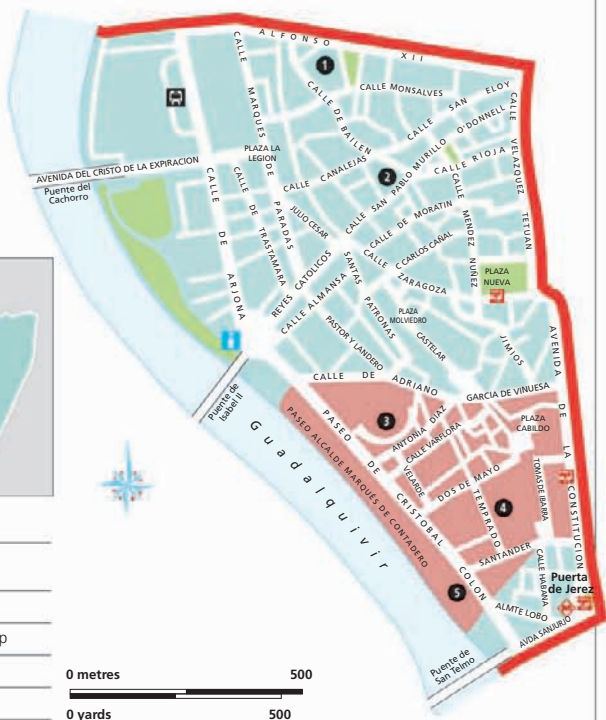 ALFONSO XII
1
CALLE MARQUES DE PARADAS
CALLE MONSALVES
CALLE DE BAILEN
CALLE SAN ELOY
O'DONNELL
CALLE VELAZQUEZ TETUAN
AVENIDA DEL CRISTO DE LA EXPIRACION
Puente del
Cachorro
PLAZA LA
LEGION
CALLE CANALEJAS
2
CALLE SAN PABLO MURILLO
CALLE RIOJA
CALLE DE ARJONA
CALLE DE TRASTAMARA
JULIO CESAR
CALLE DE MORATIN
CALLE MENDEZ NUÑEZ
C CARLOS CAÑAL
REYES CATOLICOS
CALLE ALMANSA
SANTAS PATRONAS
CALLE ZARAGOZA
PLAZA
NUEVA
PLAZA
MOLVIEDRO
PASTOR Y LANDERO
CASTELAR
JIMIOS
AVENIDA DE LA CONSTITUCION
Puente de
Isabel II
CALLE DE ADRIANO
GARCIA DE VINUESA
3
ANTONIA DIAZ
CALLE VARFLORA
PLAZA
CABILDO
PASEO DE CRISTOBAL COLON
PASEO ALCALDE MARQUÉS DE CONTADERO
Guadalquivir
VELARDE
DOS DE MAYO
TEMPRADO
4
TOMAS DE IBARRA
SANTANDER
CALLE HABANA
Puerta
de Jerez
5
ALMTE LOBO
AVDA SANJURJO
Puente de
San Telmo
p
0 metres 500
0 yards 500